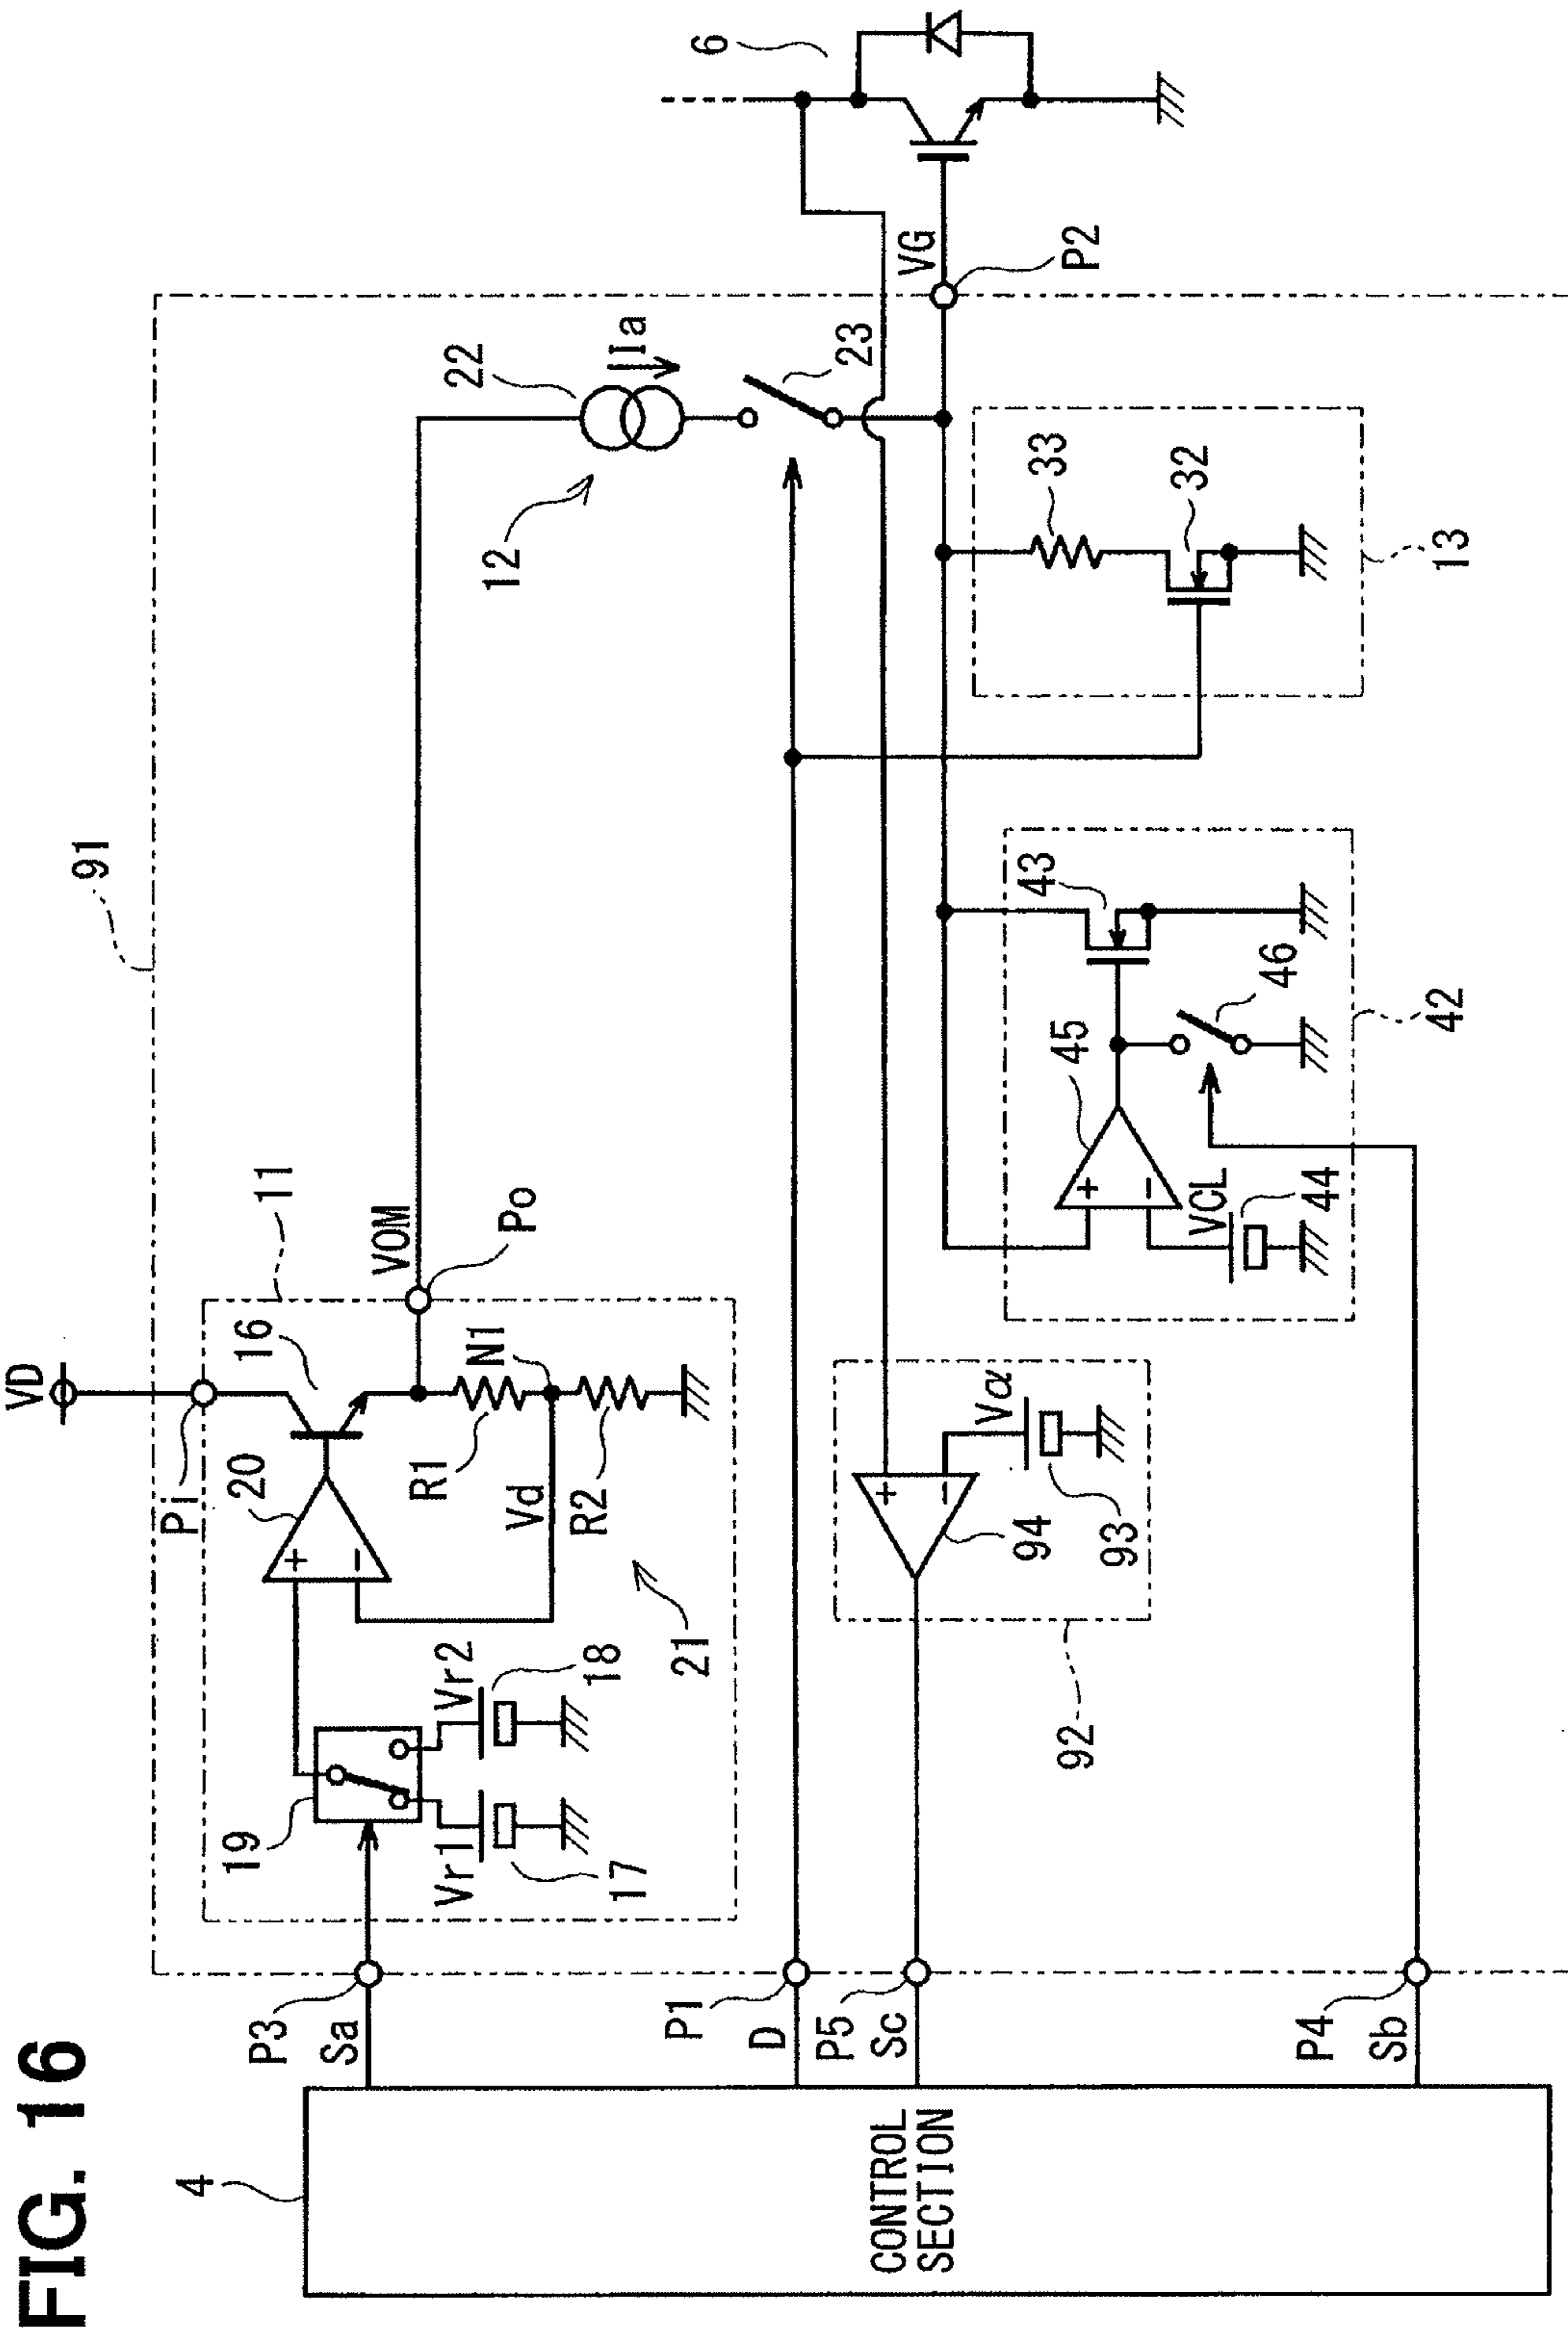 FIG. 16
VD
91
Pi
11
16
20
VOM
Po
R1
N1
Vd
R2
21
19
Vr1
Vr2
17
18
22
Ia
12
23
6
VG
P2
33
32
13
43
45
46
VCL
44
42
+
−
+
−
+
−
Vα
93
94
92
P3
Sa
P1
D
P5
Sc
P4
Sb
4
CONTROL
SECTION